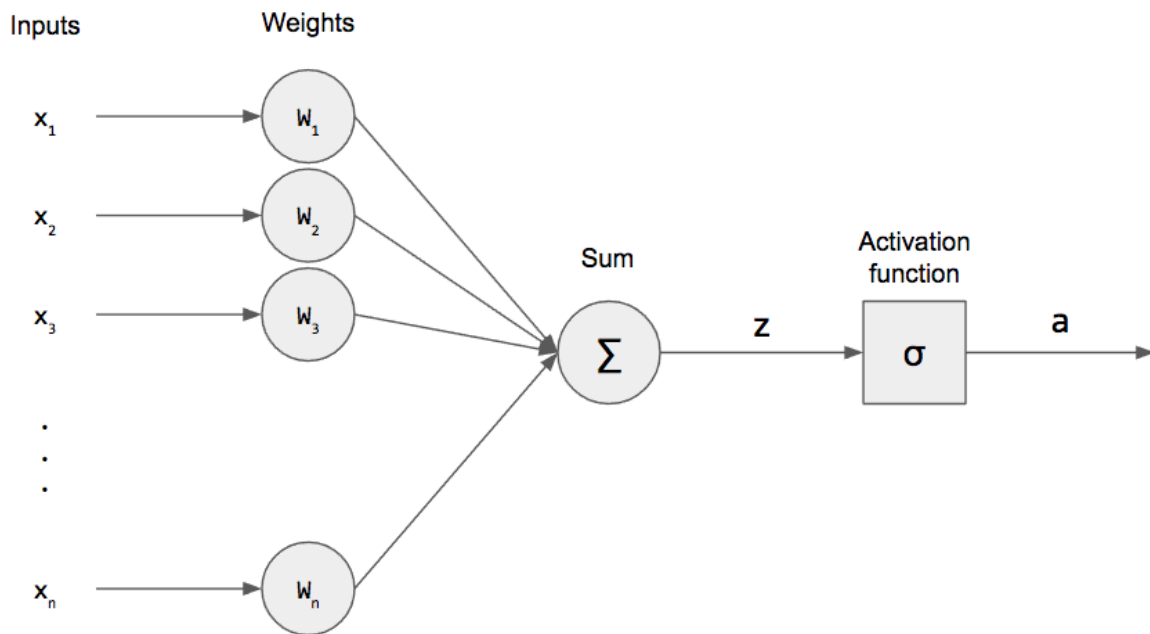 Inputs
Weights
x₁
W₁
x₂
W₂
x₃
W₃
Sum
Σ
z
Activation
function
σ
a
.
.
.
xₙ
Wₙ